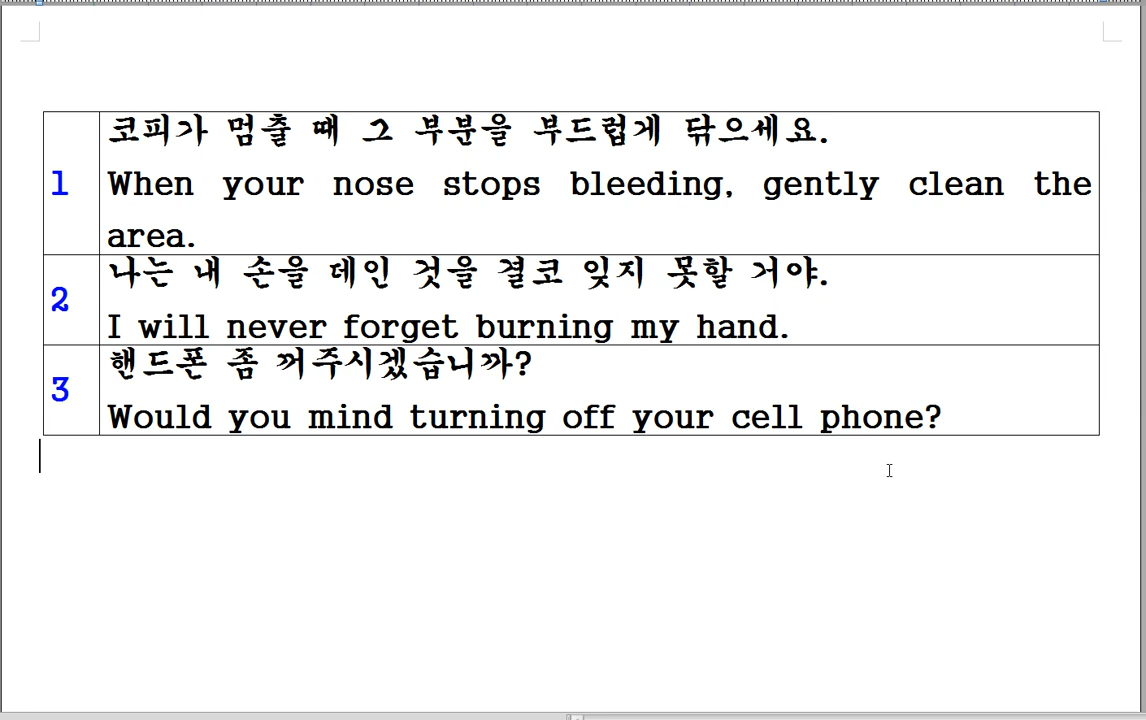 1
코피가 멈출 때 그 부분을 부드럽게 닦으세요.
When your nose stops bleeding, gently clean the
area.
2
나는 내 손을 데인 것을 결코 잊지 못할 거야.
I will never forget burning my hand.
3
핸드폰 좀 꺼주시겠습니까?
Would you mind turning off your cell phone?